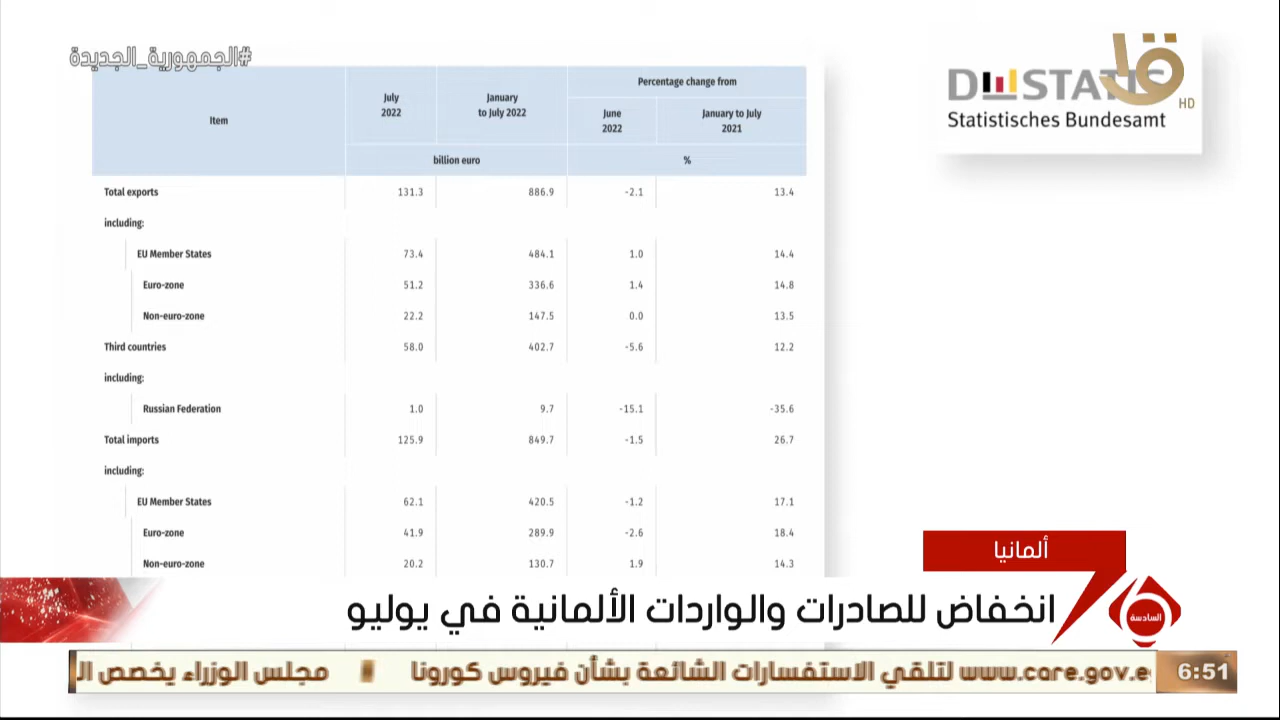 #الجمهورية_الجديدة
HD
Statistisches Bundesamt
Item
July 2022
January to July 2022
Percentage change from
June 2022
January to July 2021
billion euro
%
Total exports 131.3 886.9 -2.1 13.4
including:
EU Member States 73.4 484.1 1.0 14.4
Euro-zone 51.2 336.6 1.4 14.8
Non-euro-zone 22.2 147.5 0.0 13.5
Third countries 58.0 402.7 -5.6 12.2
including:
Russian Federation 1.0 9.7 -15.1 -35.6
Total imports 125.9 849.7 -1.5 26.7
including:
EU Member States 62.1 420.5 -1.2 17.1
Euro-zone 41.9 289.9 -2.6 18.4
Non-euro-zone 20.2 130.7 1.9 14.3
ألمانيا
انخفاض للصادرات والواردات الألمانية في يوليو
السادسة
www.care.gov.e لتلقي الاستفسارات الشائعة بشأن فيروس كورونا
مجلس الوزراء يخصص ال
6:51